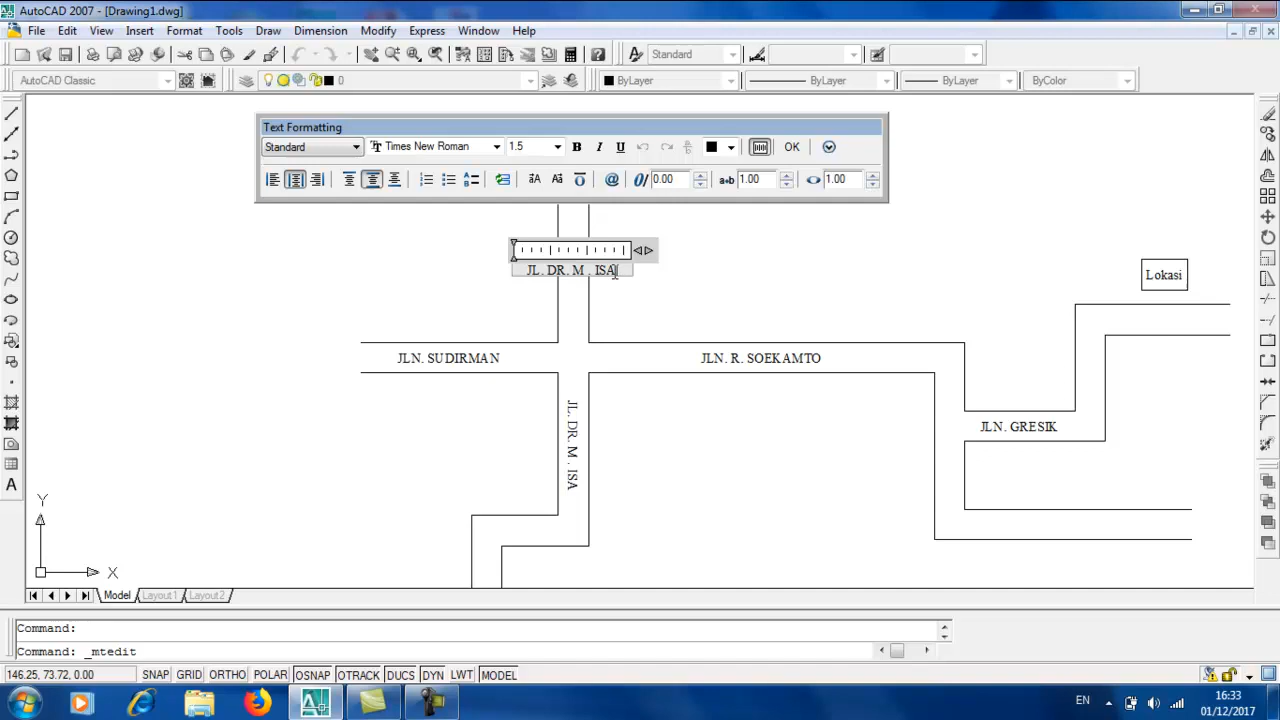 AutoCAD 2007 - [Drawing1.dwg]
File Edit View Insert Format Tools Draw Dimension Modify Express Window Help
Standard
AutoCAD Classic
0
ByLayer
ByLayer
ByLayer
ByColor
Text Formatting
Standard
Times New Roman
1.5
B I U
OK
@ 0/ 0.00 a+b 1.00 1.00
JL. DR. M . ISA
Lokasi
JLN. SUDIRMAN
JLN. R. SOEKAMTO
JL. DR. M . ISA
JLN. GRESIK
Y
X
A
Model Layout1 Layout2
Command:
Command: _mtedit
146.25, 73.72, 0.00 SNAP GRID ORTHO POLAR OSNAP OTRACK DUCS DYN LWT MODEL
EN
16:33
01/12/2017